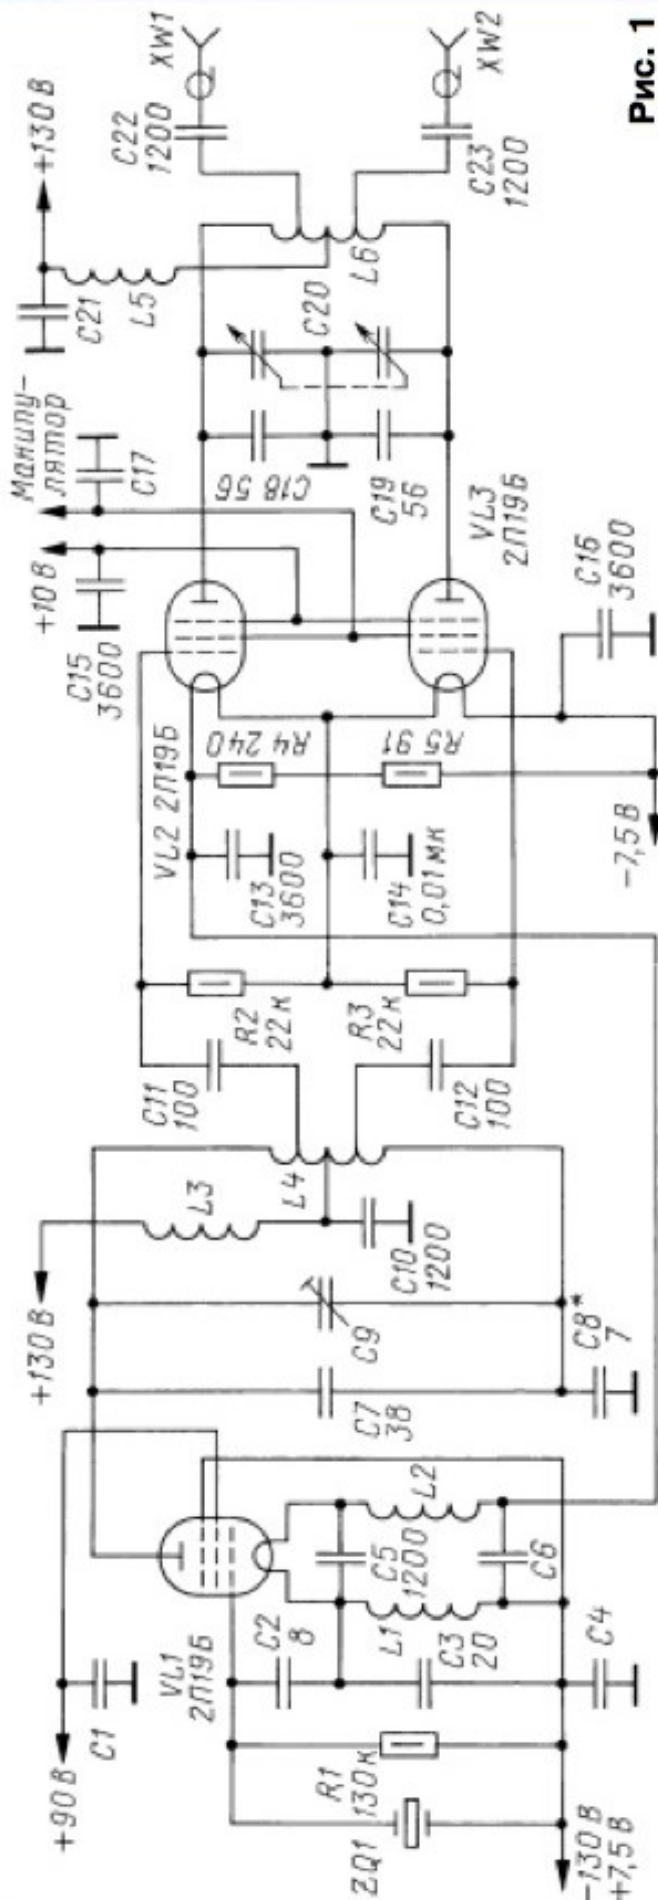 +90 В
C1
VL1
2П19Б
ZQ1
R1
130к
C2
8
L1
C3
20
C4
C5
1200
L2
C6
-130 В
+7,5 В
+130 В
L3
C7
38
C9
C8*
7
C10
1200
L4
C11
100
C12
100
R2
22к
R3
22к
VL2 2П19Б
C13
3600
C14
0,01мк
R4 240
R5 91
-7,5 В
C15
3600
+10 В
Манипу-
лятор
C17
C16
3600
VL3
2П19Б
C18 56
C19
56
C20
C21
L5
+130 В
L6
C22
1200
C23
1200
XW1
XW2
Рис. 1